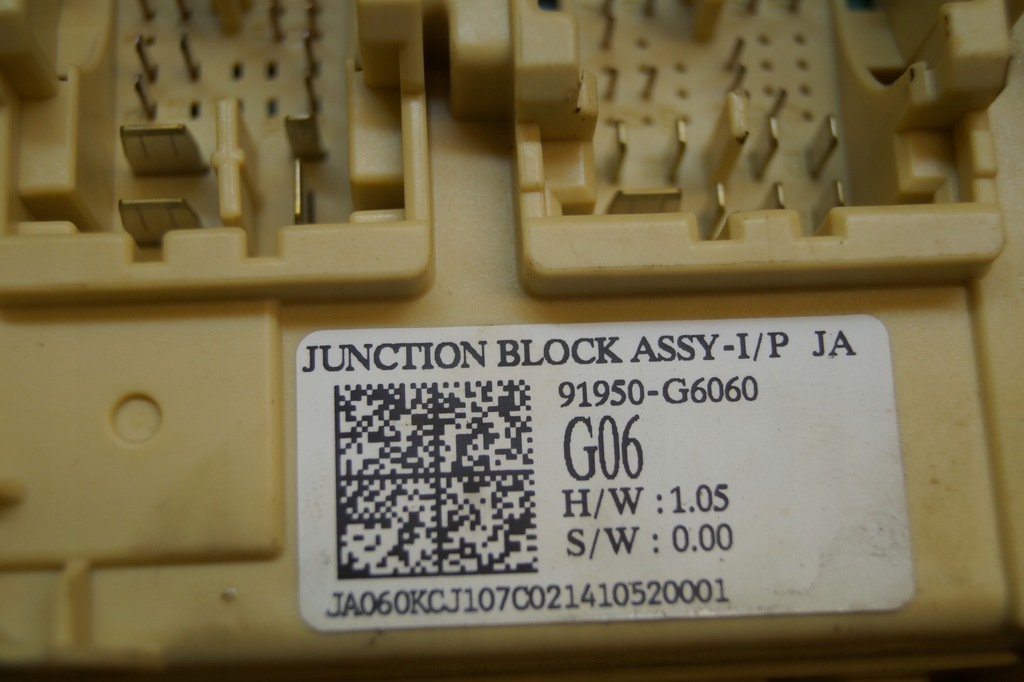 JUNCTION BLOCK ASSY-I/P JA
91950-G6060
G06
H/W : 1.05
S/W : 0.00
JA060KCJ107C021410520001